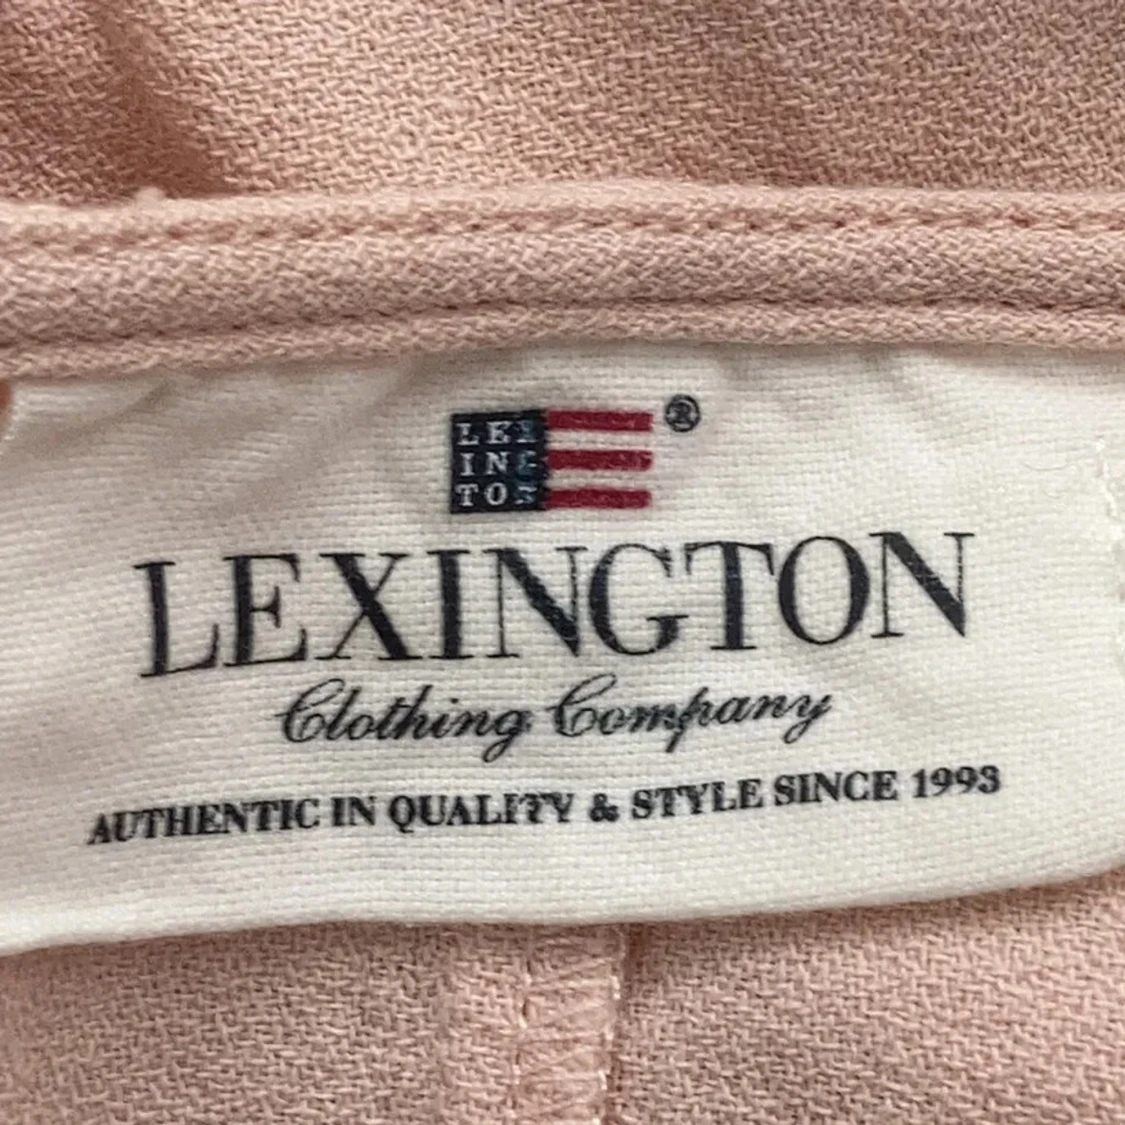 LEX ®
ING
TON
LEXINGTON
Clothing Company
AUTHENTIC IN QUALITY & STYLE SINCE 1993